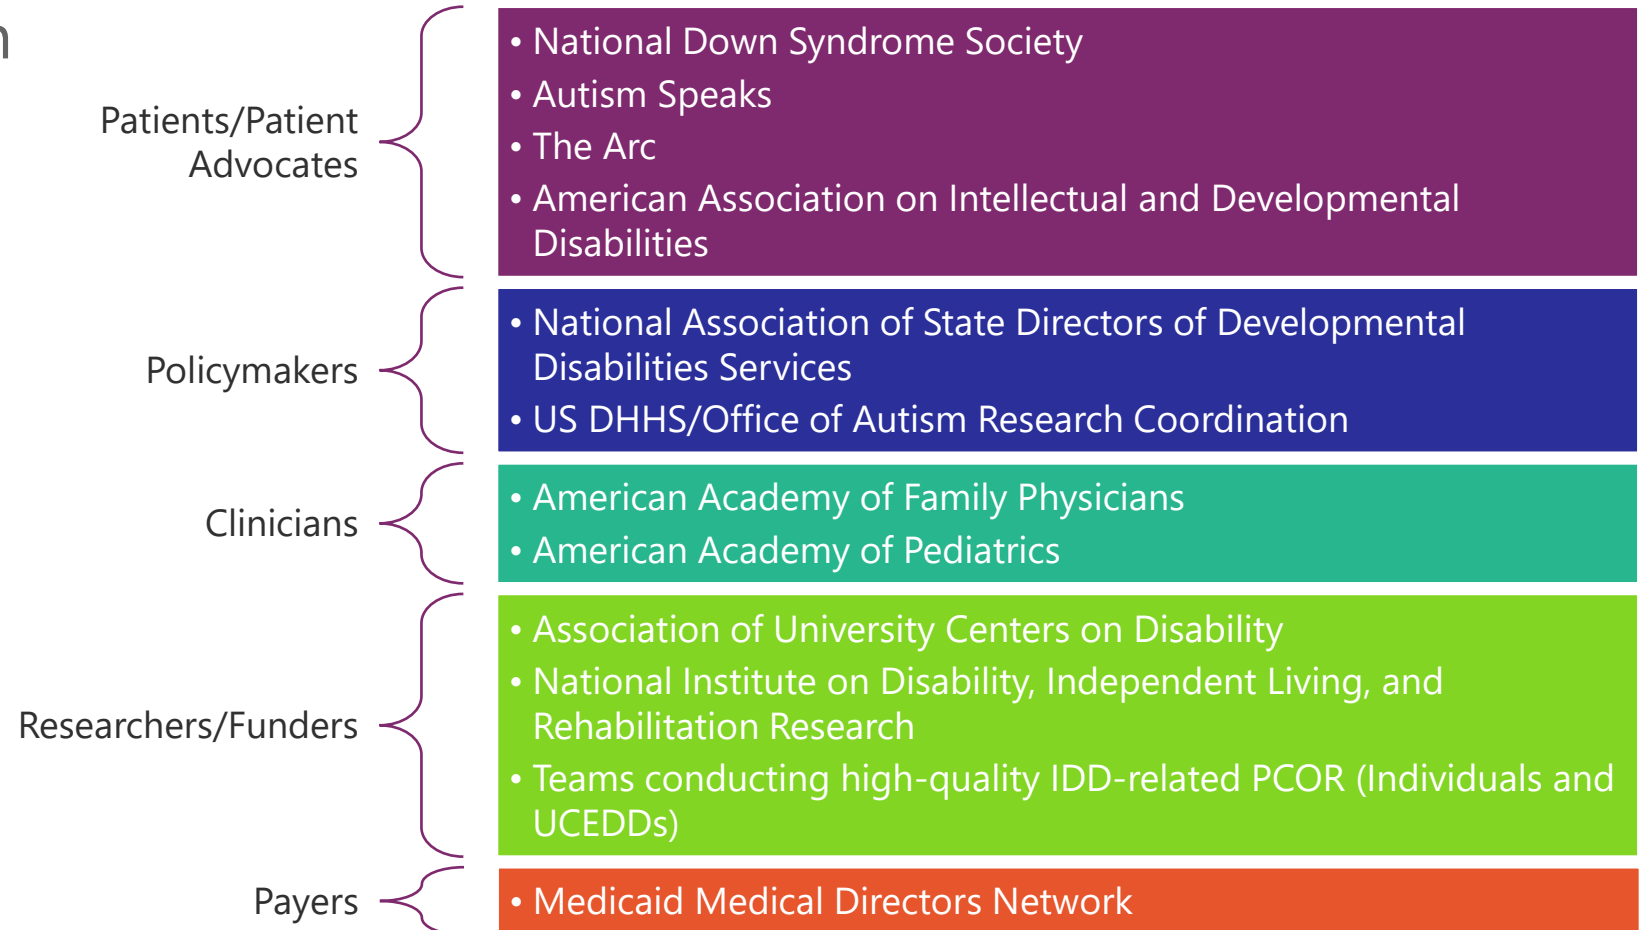 n
Patients/Patient
Advocates
• National Down Syndrome Society
• Autism Speaks
• The Arc
• American Association on Intellectual and Developmental
Disabilities
Policymakers
• National Association of State Directors of Developmental
Disabilities Services
• US DHHS/Office of Autism Research Coordination
Clinicians
• American Academy of Family Physicians
• American Academy of Pediatrics
Researchers/Funders
• Association of University Centers on Disability
• National Institute on Disability, Independent Living, and
Rehabilitation Research
• Teams conducting high-quality IDD-related PCOR (Individuals and
UCEDDs)
Payers
• Medicaid Medical Directors Network